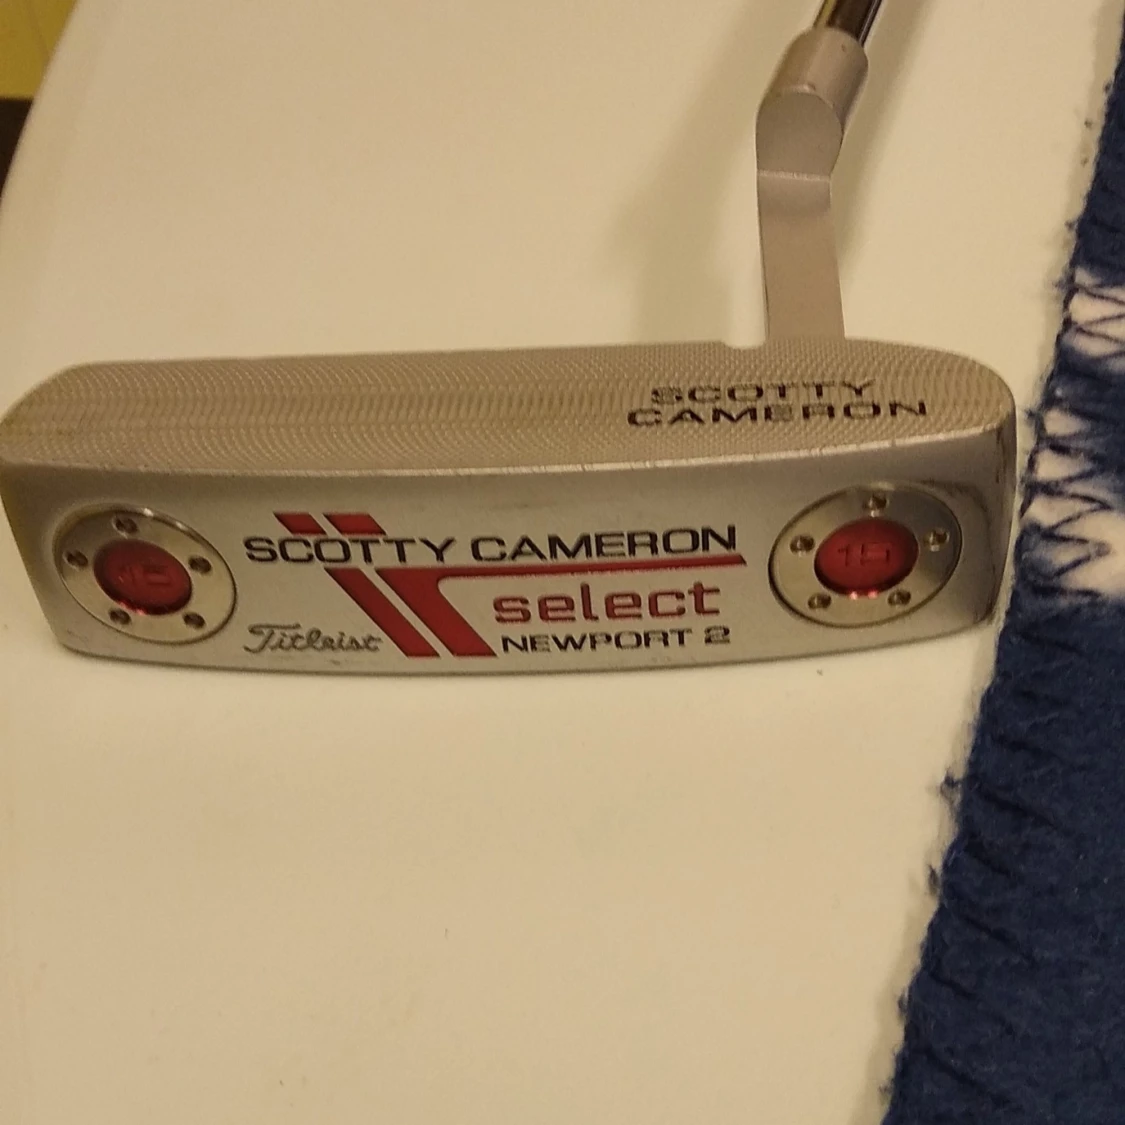 SCOTTY
CAMERON
SCOTTY CAMERON
select
Titleist
NEWPORT 2
15
15